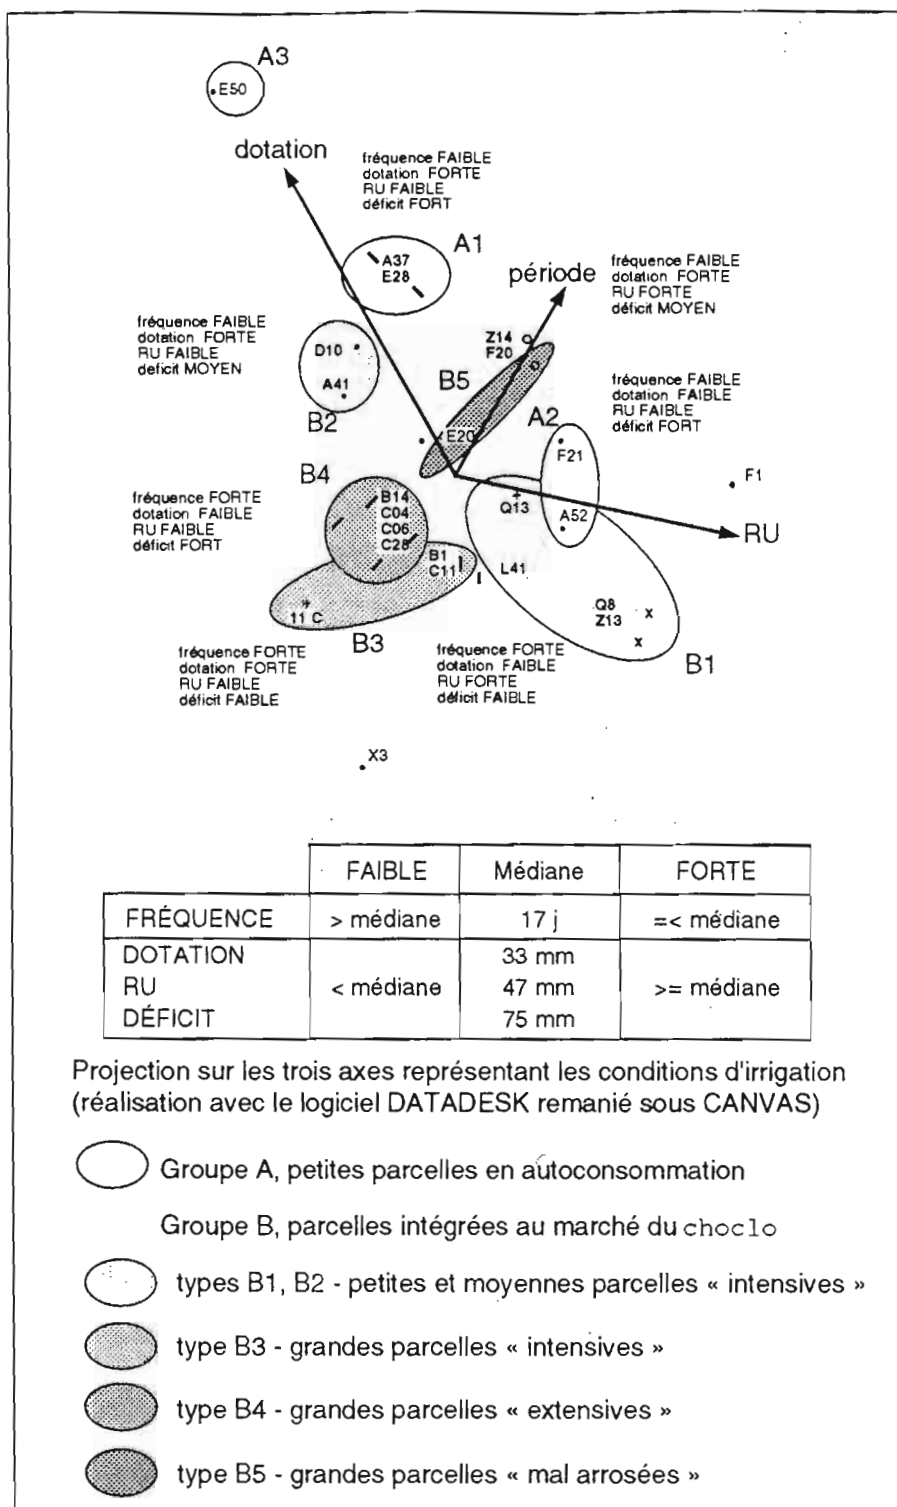 A3
E50
dotation
fréquence FAIBLE
dotation FORTE
RU FAIBLE
déficit FORT
A1
A37
E28
période
fréquence FAIBLE
dotation FORTE
RU FORTE
déficit MOYEN
fréquence FAIBLE
dotation FORTE
RU FAIBLE
deficit MOYEN
D10
A41
B2
Z14
F20
B5
E20
fréquence FAIBLE
dotation FAIBLE
RU FAIBLE
déficit FORT
A2
F21
A52
F1
RU
B4
B14
C04
C06
C28
fréquence FORTE
dotation FAIBLE
RU FAIBLE
déficit FORT
Q13
L41
Q8
Z13
B1
B1
C11
11 C
B3
fréquence FORTE
dotation FORTE
RU FAIBLE
déficit FAIBLE
fréquence FORTE
dotation FAIBLE
RU FORTE
déficit FAIBLE
X3
FAIBLE Médiane FORTE
FRÉQUENCE > médiane 17 j =< médiane
DOTATION 33 mm
RU < médiane 47 mm >= médiane
DÉFICIT 75 mm
Projection sur les trois axes représentant les conditions d'irrigation
(réalisation avec le logiciel DATADESK remanié sous CANVAS)
Groupe A, petites parcelles en autoconsommation
Groupe B, parcelles intégrées au marché du choclo
types B1, B2 - petites et moyennes parcelles « intensives »
type B3 - grandes parcelles « intensives »
type B4 - grandes parcelles « extensives »
type B5 - grandes parcelles « mal arrosées »